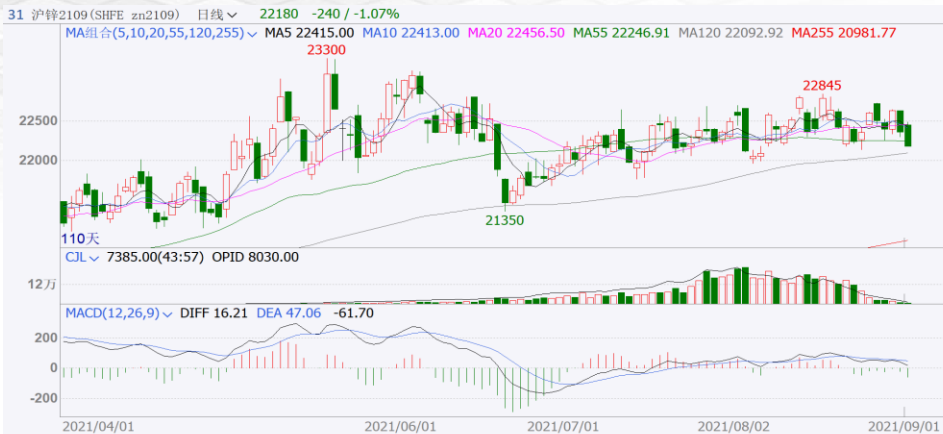 31 沪锌2109(SHFE zn2109) 日线 22180 -240 / -1.07%
MA组合(5,10,20,55,120,255) MA5 22415.00 MA10 22413.00 MA20 22456.50 MA55 22246.91 MA120 22092.92 MA255 20981.77
23300
22845
22500
22000
21350
110天
CJL 7385.00(43:57) OPID 8030.00
12万
MACD(12,26,9) DIFF 16.21 DEA 47.06 -61.70
200
0
-200
2021/04/01 2021/06/01 2021/07/01 2021/08/02 2021/09/01